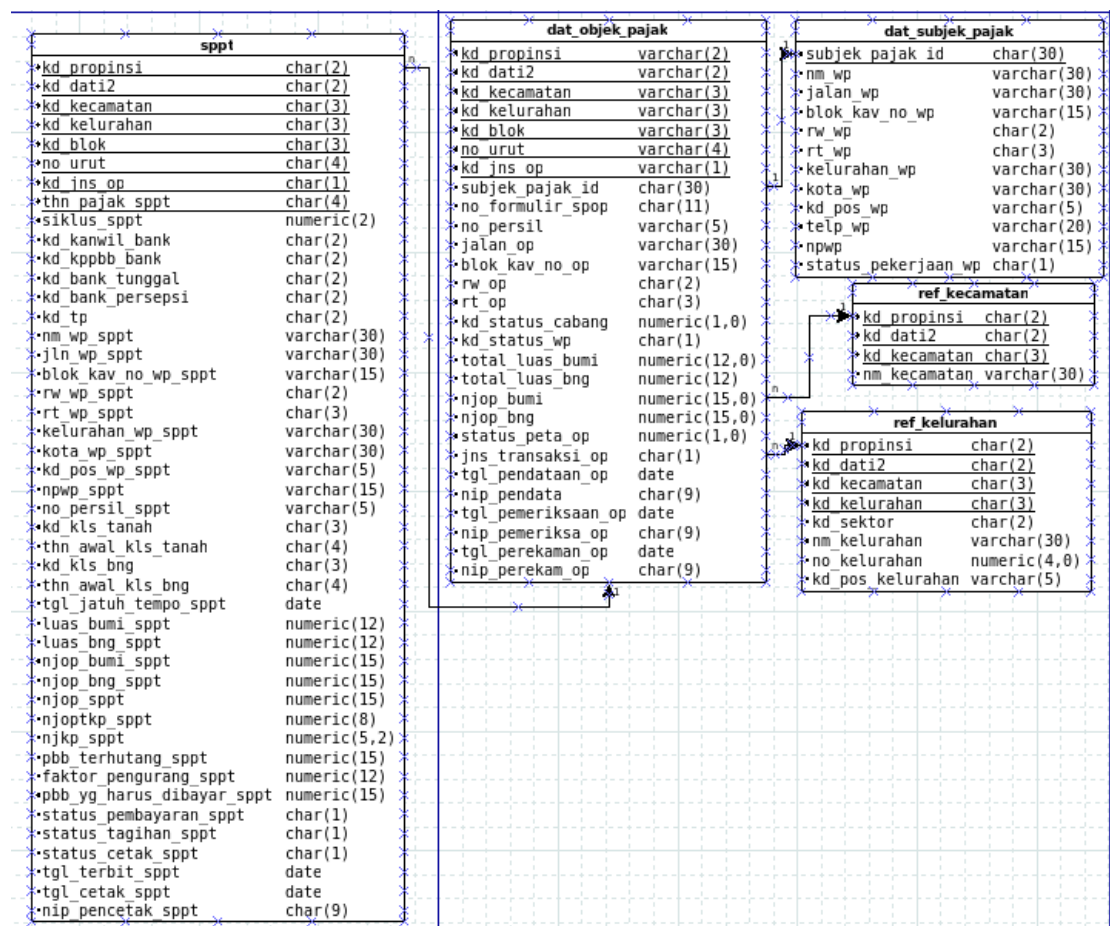 sppt
kd_propinsi char(2)
kd_dati2 char(2)
kd_kecamatan char(3)
kd_kelurahan char(3)
kd_blok char(3)
no_urut char(4)
kd_jns_op char(1)
thn_pajak_sppt char(4)
siklus_sppt numeric(2)
kd_kanwil_bank char(2)
kd_kppbb_bank char(2)
kd_bank_tunggal char(2)
kd_bank_persepsi char(2)
kd_tp char(2)
nm_wp_sppt varchar(30)
jln_wp_sppt varchar(30)
blok_kav_no_wp_sppt varchar(15)
rw_wp_sppt char(2)
rt_wp_sppt char(3)
kelurahan_wp_sppt varchar(30)
kota_wp_sppt varchar(30)
kd_pos_wp_sppt varchar(5)
npwp_sppt varchar(15)
no_persil_sppt varchar(5)
kd_kls_tanah char(3)
thn_awal_kls_tanah char(4)
kd_kls_bng char(3)
thn_awal_kls_bng char(4)
tgl_jatuh_tempo_sppt date
luas_bumi_sppt numeric(12)
luas_bng_sppt numeric(12)
njop_bumi_sppt numeric(15)
njop_bng_sppt numeric(15)
njop_sppt numeric(15)
njoptkp_sppt numeric(8)
njkp_sppt numeric(5,2)
pbb_terhutang_sppt numeric(15)
faktor_pengurang_sppt numeric(12)
pbb_yg_harus_dibayar_sppt numeric(15)
status_pembayaran_sppt char(1)
status_tagihan_sppt char(1)
status_cetak_sppt char(1)
tgl_terbit_sppt date
tgl_cetak_sppt date
nip_pencetak_sppt char(9)
n
1
dat_objek_pajak
kd_propinsi varchar(2)
kd_dati2 varchar(2)
kd_kecamatan varchar(3)
kd_kelurahan varchar(3)
kd_blok varchar(3)
no_urut varchar(4)
kd_jns_op varchar(1)
subjek_pajak_id char(30)
no_formulir_spop char(11)
no_persil varchar(5)
jalan_op varchar(30)
blok_kav_no_op varchar(15)
rw_op char(2)
rt_op char(3)
kd_status_cabang numeric(1,0)
kd_status_wp char(1)
total_luas_bumi numeric(12,0)
total_luas_bng numeric(12)
njop_bumi numeric(15,0)
njop_bng numeric(15,0)
status_peta_op numeric(1,0)
jns_transaksi_op char(1)
tgl_pendataan_op date
nip_pendata char(9)
tgl_pemeriksaan_op date
nip_pemeriksa_op char(9)
tgl_perekaman_op date
nip_perekam_op char(9)
1
1
n
1
n
1
dat_subjek_pajak
subjek_pajak_id char(30)
nm_wp varchar(30)
jalan_wp varchar(30)
blok_kav_no_wp varchar(15)
rw_wp char(2)
rt_wp char(3)
kelurahan_wp varchar(30)
kota_wp varchar(30)
kd_pos_wp varchar(5)
telp_wp varchar(20)
npwp varchar(15)
status_pekerjaan_wp char(1)
ref_kecamatan
kd_propinsi char(2)
kd_dati2 char(2)
kd_kecamatan char(3)
nm_kecamatan varchar(30)
ref_kelurahan
kd_propinsi char(2)
kd_dati2 char(2)
kd_kecamatan char(3)
kd_kelurahan char(3)
kd_sektor char(2)
nm_kelurahan varchar(30)
no_kelurahan numeric(4,0)
kd_pos_kelurahan varchar(5)